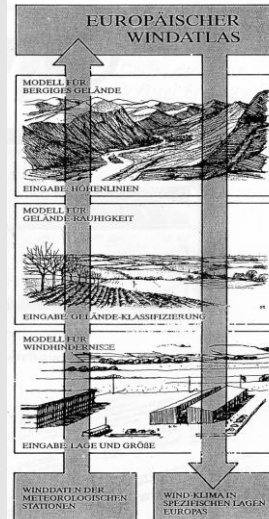 EUROPÄISCHER
WINDATLAS
MODELL FÜR
BERGIGES GELÄNDE
EINGABE: HÖHENLINIEN
MODELL FÜR
GELÄNDE-RAUHIGKEIT
EINGABE: GELÄNDE-KLASSIFIZIERUNG
MODELL FÜR
WINDHINDERNISSE
EINGABE: LAGE UND GRÖßE
WINDDATEN DER
METEOROLOGISCHEN
STATIONEN
WIND-KLIMA IN
SPEZIFISCHEN LAGEN
EUROPAS